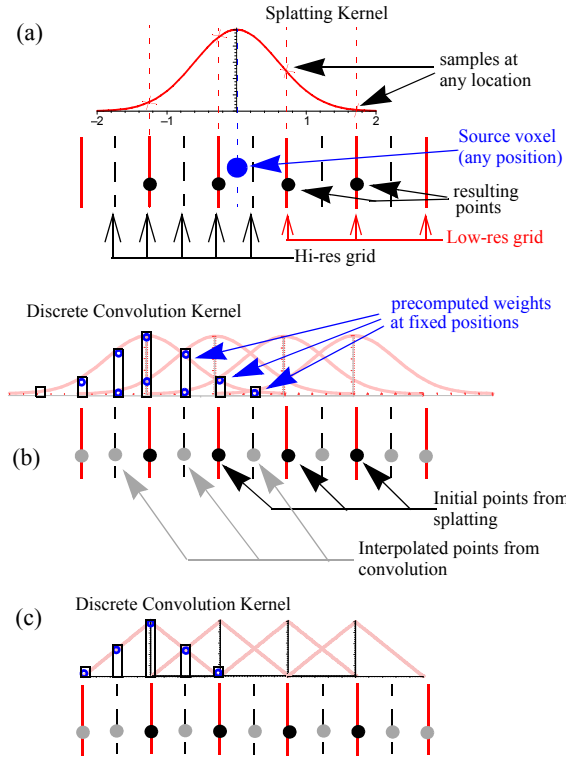 Splatting Kernel
(a)
samples at
any location
−2
−1
1
2
Source voxel
(any position)
resulting
points
Low-res grid
Hi-res grid
Discrete Convolution Kernel
precomputed weights
at fixed positions
(b)
Initial points from
splatting
Interpolated points from
convolution
(c)
Discrete Convolution Kernel